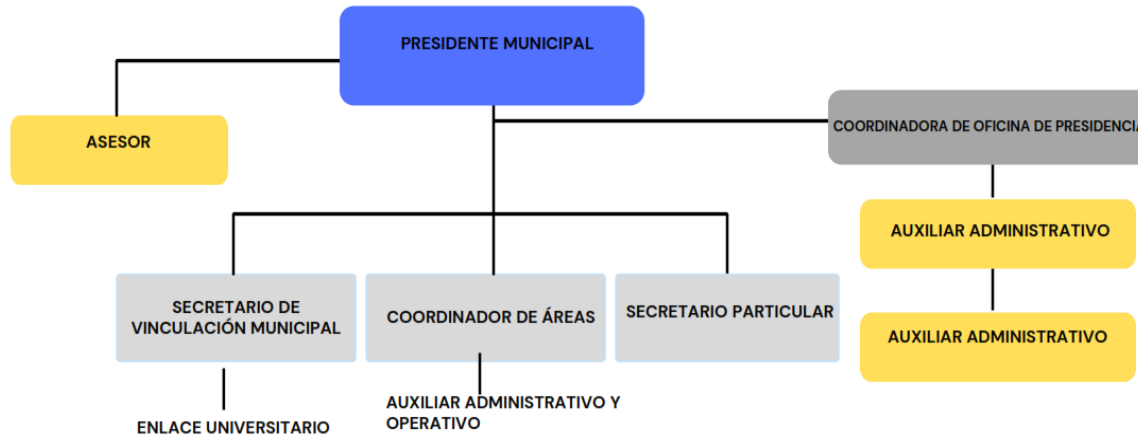 PRESIDENTE MUNICIPAL
ASESOR
COORDINADORA DE OFICINA DE PRESIDENCIA
AUXILIAR ADMINISTRATIVO
AUXILIAR ADMINISTRATIVO
SECRETARIO DE
VINCULACIÓN MUNICIPAL
COORDINADOR DE ÁREAS
SECRETARIO PARTICULAR
ENLACE UNIVERSITARIO
AUXILIAR ADMINISTRATIVO Y
OPERATIVO